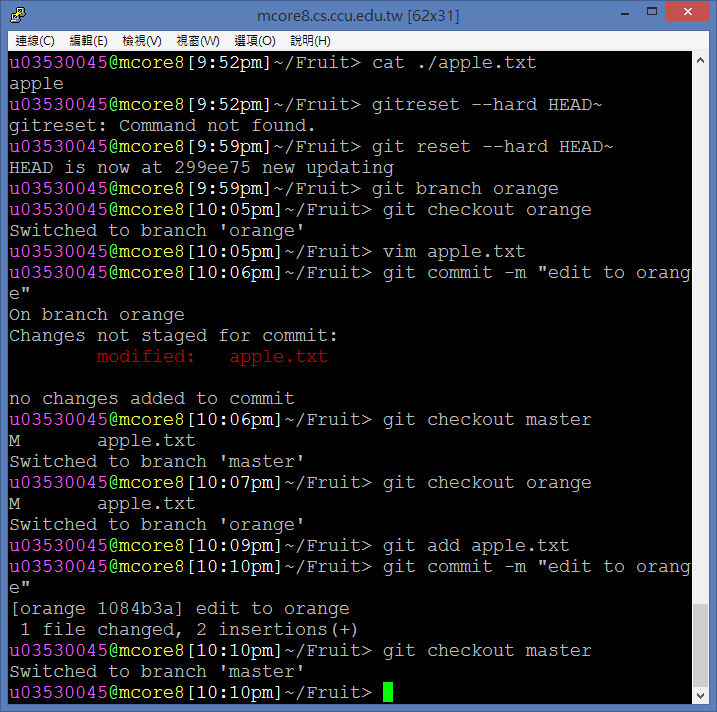 mcore8.cs.ccu.edu.tw [62x31]
連線(C) 編輯(E) 檢視(V) 視窗(W) 選項(O) 說明(H)
u03530045@mcore8[9:52pm]~/Fruit> cat ./apple.txt
apple
u03530045@mcore8[9:52pm]~/Fruit> gitreset --hard HEAD~
gitreset: Command not found.
u03530045@mcore8[9:59pm]~/Fruit> git reset --hard HEAD~
HEAD is now at 299ee75 new updating
u03530045@mcore8[9:59pm]~/Fruit> git branch orange
u03530045@mcore8[10:05pm]~/Fruit> git checkout orange
Switched to branch 'orange'
u03530045@mcore8[10:05pm]~/Fruit> vim apple.txt
u03530045@mcore8[10:06pm]~/Fruit> git commit -m "edit to orang
e"
On branch orange
Changes not staged for commit:
        modified:   apple.txt

no changes added to commit
u03530045@mcore8[10:06pm]~/Fruit> git checkout master
M       apple.txt
Switched to branch 'master'
u03530045@mcore8[10:07pm]~/Fruit> git checkout orange
M       apple.txt
Switched to branch 'orange'
u03530045@mcore8[10:09pm]~/Fruit> git add apple.txt
u03530045@mcore8[10:10pm]~/Fruit> git commit -m "edit to orang
e"
[orange 1084b3a] edit to orange
 1 file changed, 2 insertions(+)
u03530045@mcore8[10:10pm]~/Fruit> git checkout master
Switched to branch 'master'
u03530045@mcore8[10:10pm]~/Fruit>